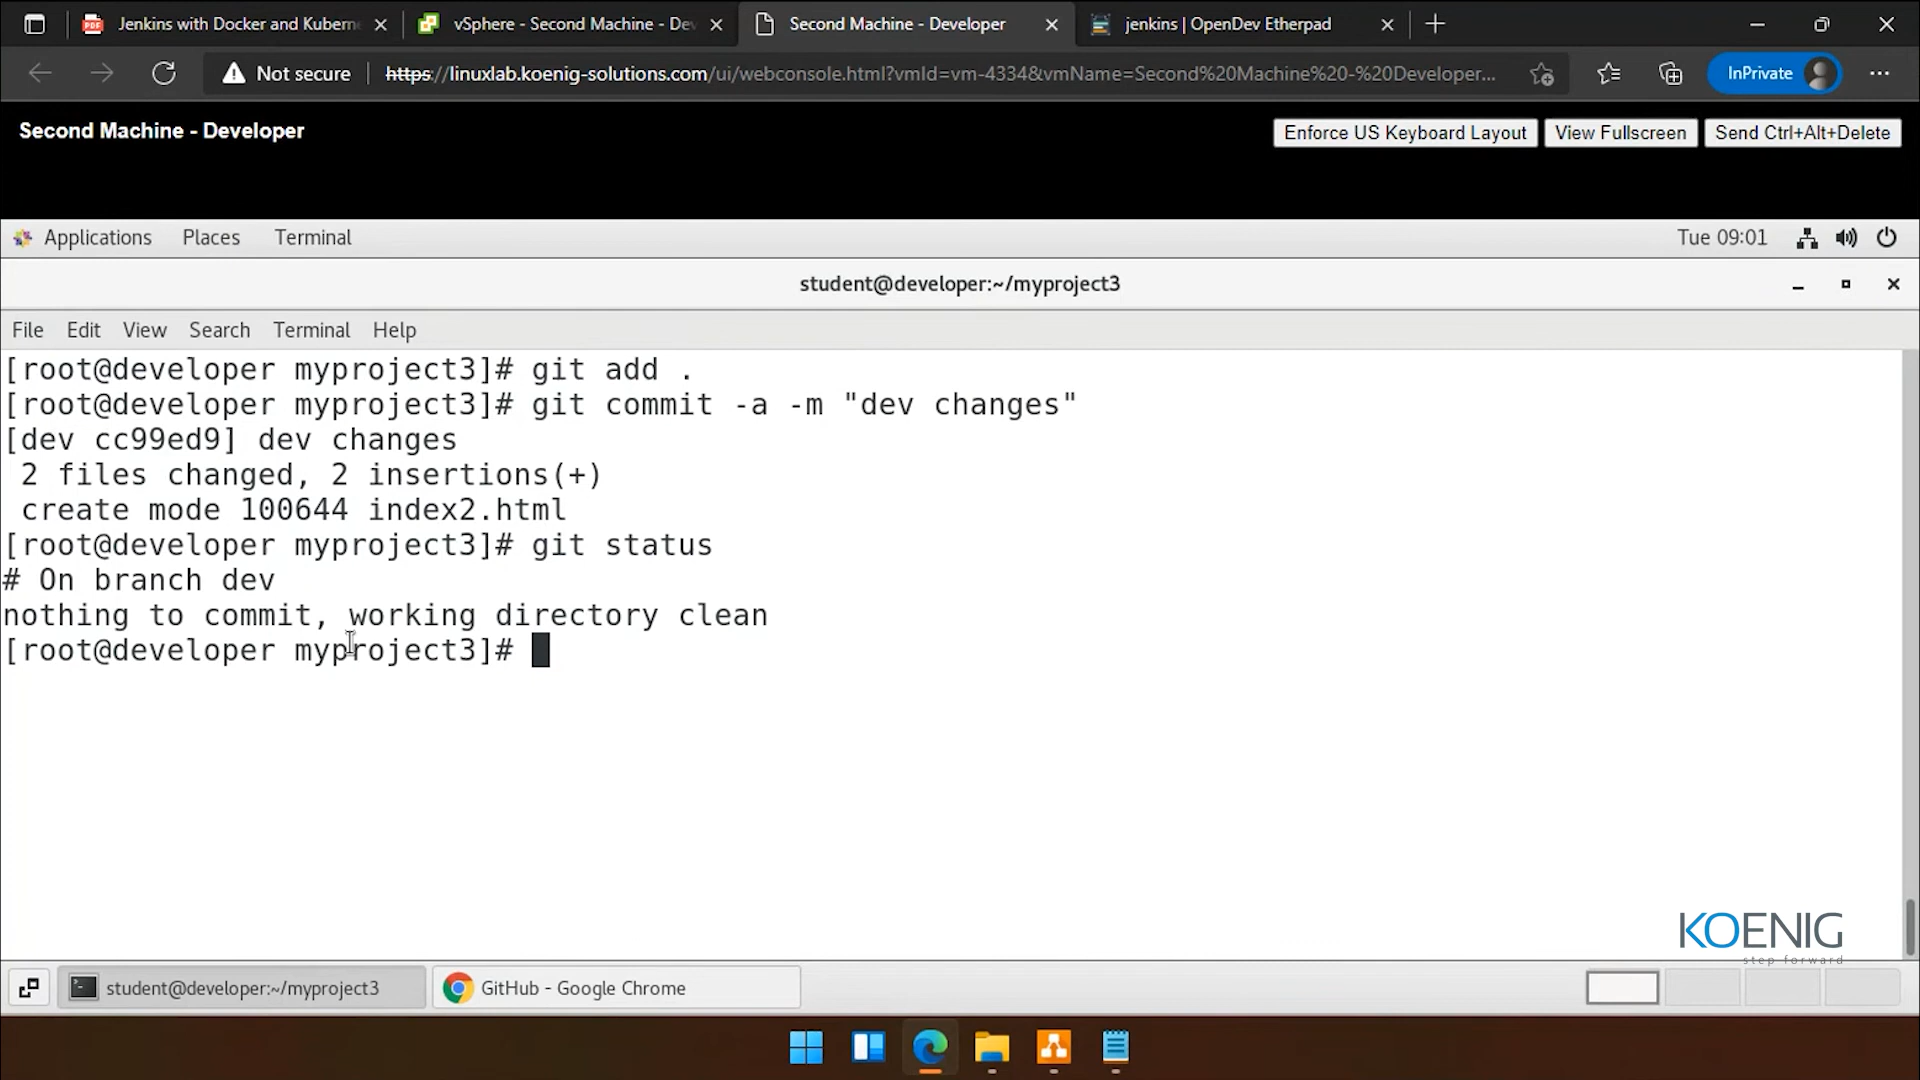 Jenkins with Docker and Kuberne
vSphere - Second Machine - Dev
Second Machine - Developer
jenkins | OpenDev Etherpad
Not secure
https://linuxlab.koenig-solutions.com/ui/webconsole.html?vmId=vm-4334&vmName=Second%20Machine%20-%20Developer...
InPrivate
Second Machine - Developer
Enforce US Keyboard Layout
View Fullscreen
Send Ctrl+Alt+Delete
Applications Places Terminal
Tue 09:01
student@developer:~/myproject3
File Edit View Search Terminal Help
[root@developer myproject3]# git add .
[root@developer myproject3]# git commit -a -m "dev changes"
[dev cc99ed9] dev changes
 2 files changed, 2 insertions(+)
 create mode 100644 index2.html
[root@developer myproject3]# git status
# On branch dev
nothing to commit, working directory clean
[root@developer myproject3]#
KOENIG
step forward
student@developer:~/myproject3
GitHub - Google Chrome